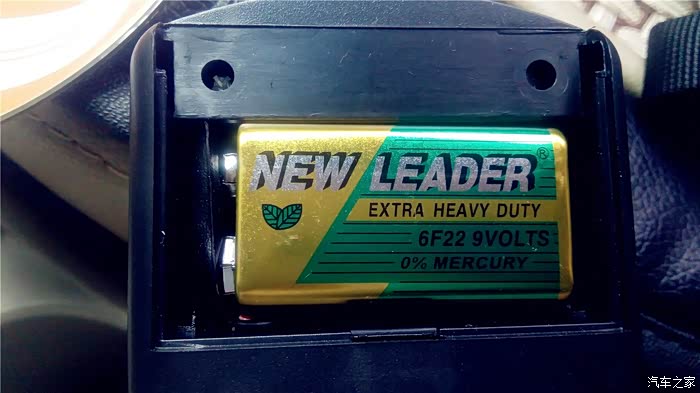 NEW LEADER®
EXTRA HEAVY DUTY
6F22 9VOLTS
0% MERCURY
汽车之家